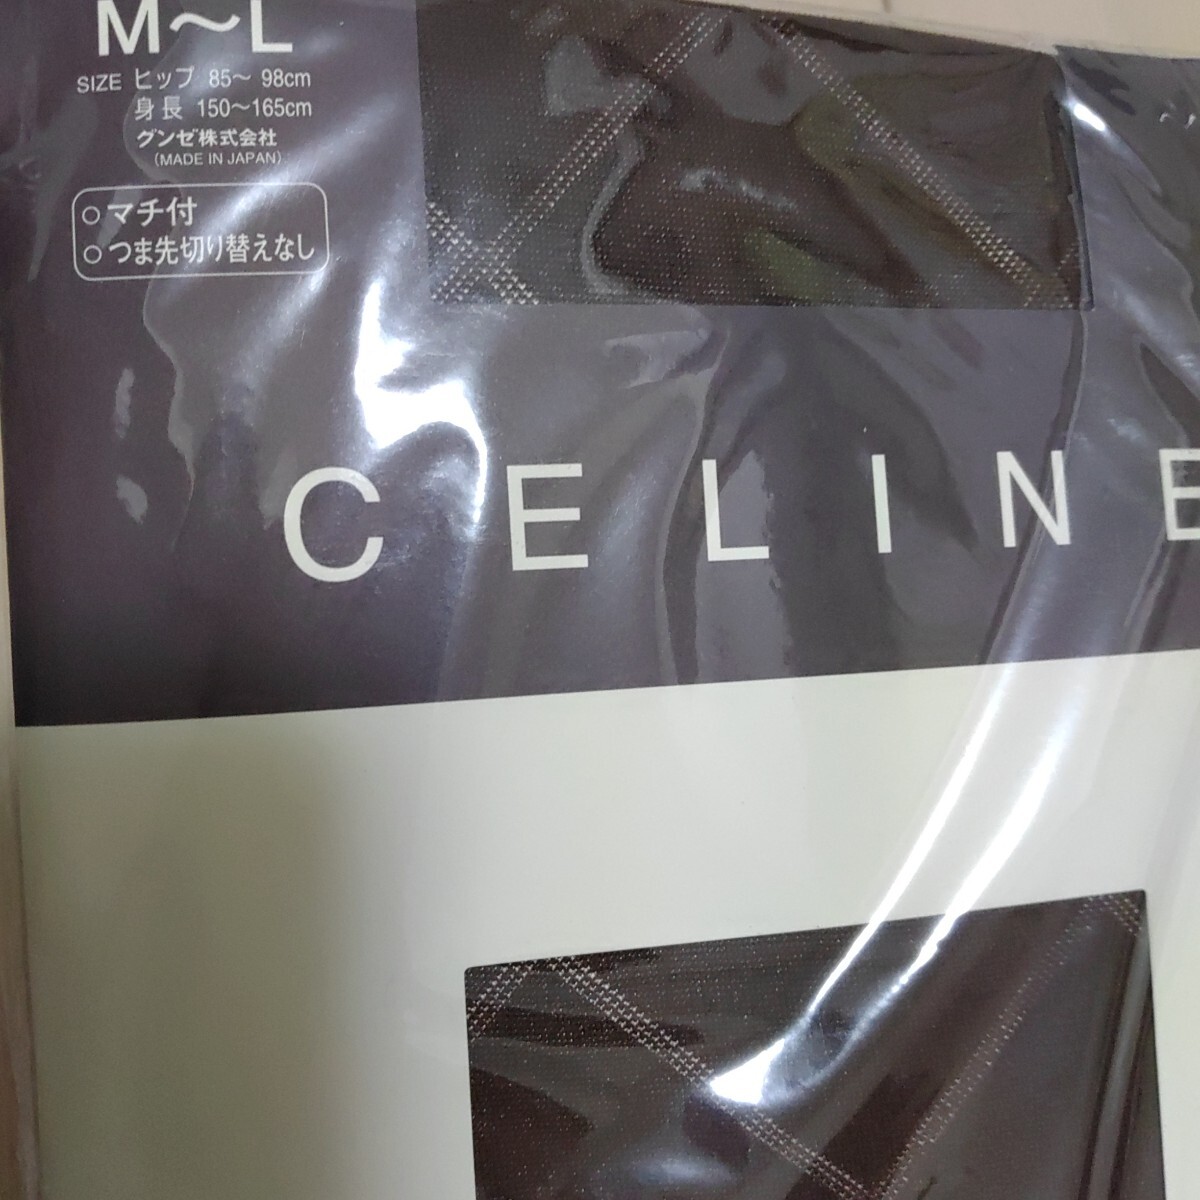 M～L
SIZE ヒップ 85～ 98cm
身長 150～165cm
グンゼ株式会社
(MADE IN JAPAN)
○ マチ付
○ つま先切り替えなし
CELINE